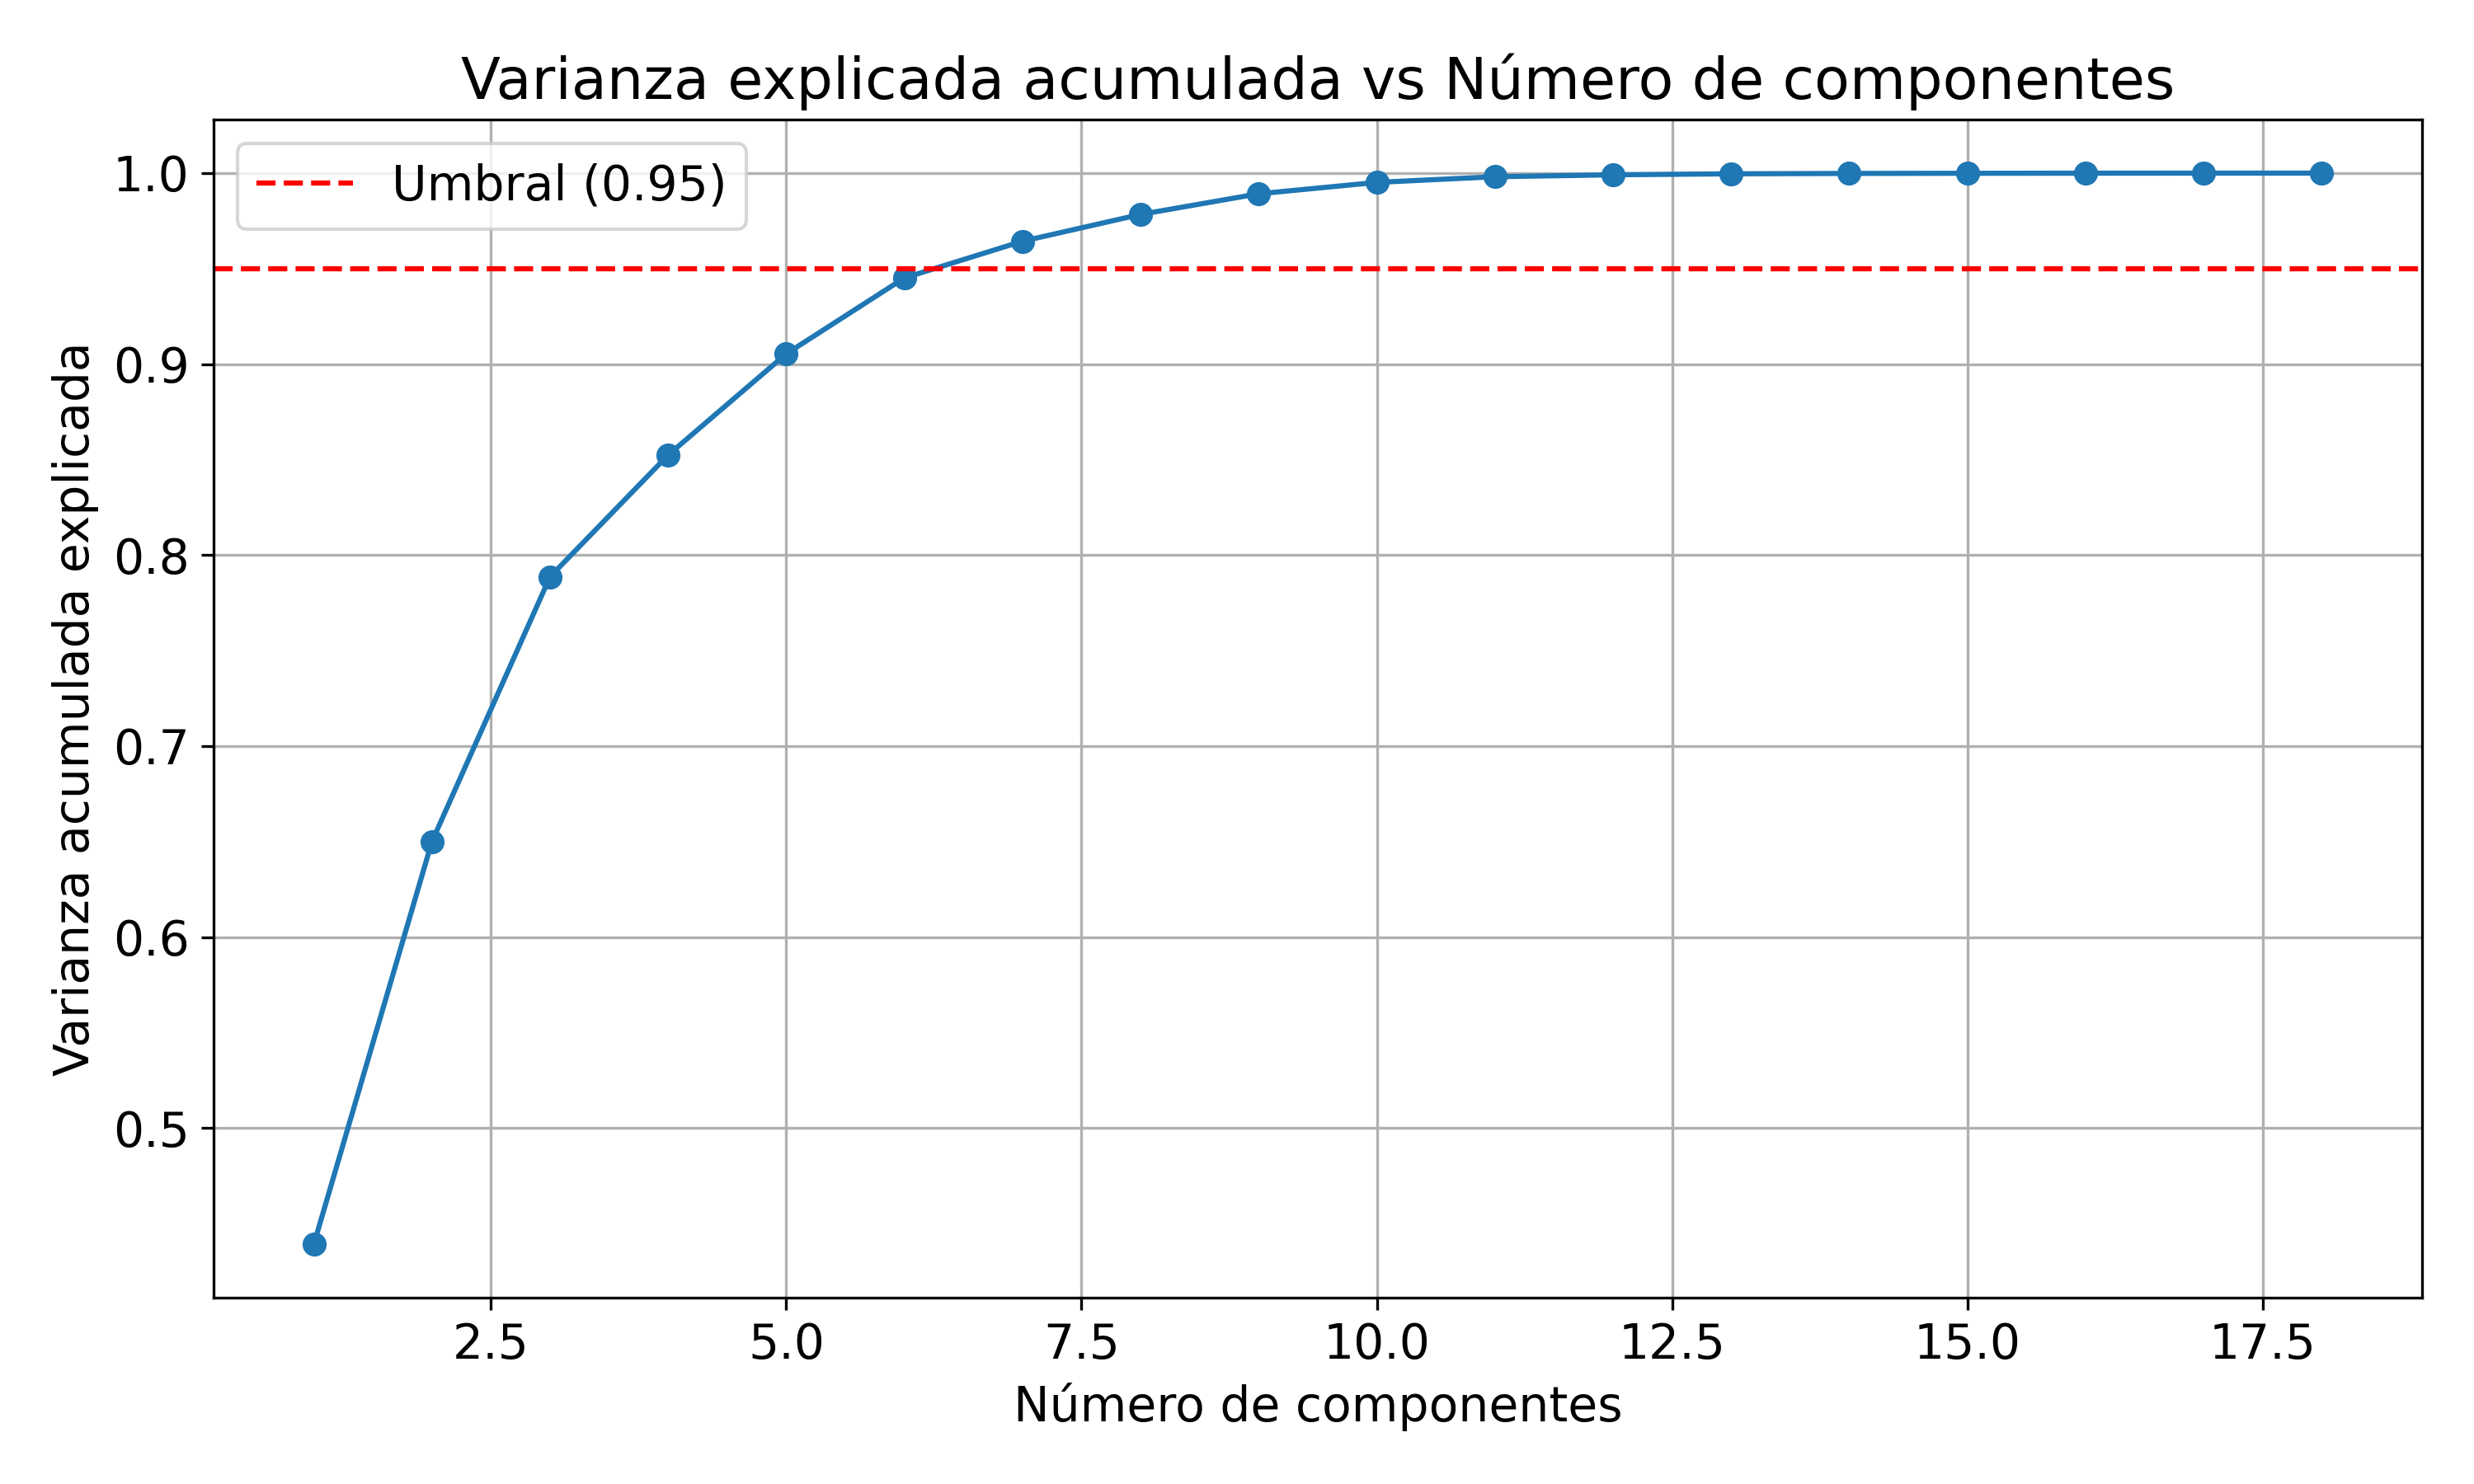 Varianza explicada acumulada vs Número de componentes
Umbral (0.95)
1.0
0.9
0.8
0.7
0.6
0.5
Varianza acumulada explicada
2.5 5.0 7.5 10.0 12.5 15.0 17.5
Número de componentes